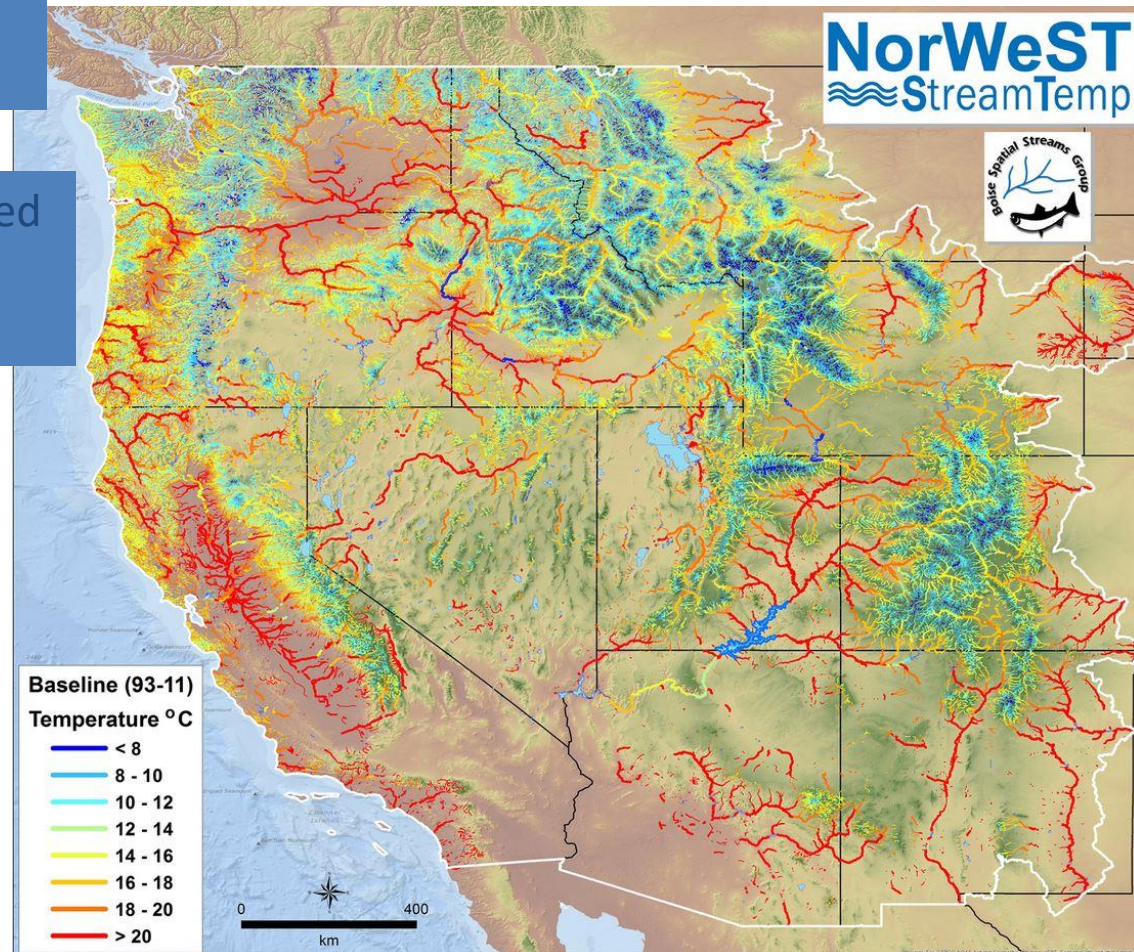 NorWeST
StreamTemp
Boise Spatial Streams Group
ed
Baseline (93-11)
Temperature °C
< 8
8 - 10
10 - 12
12 - 14
14 - 16
16 - 18
18 - 20
> 20
0 400
km